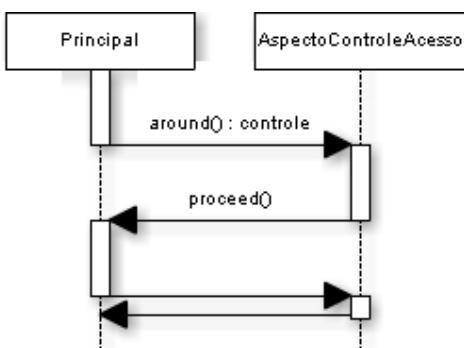 Principal
AspectoControleAcesso
around() : controle
proceed()